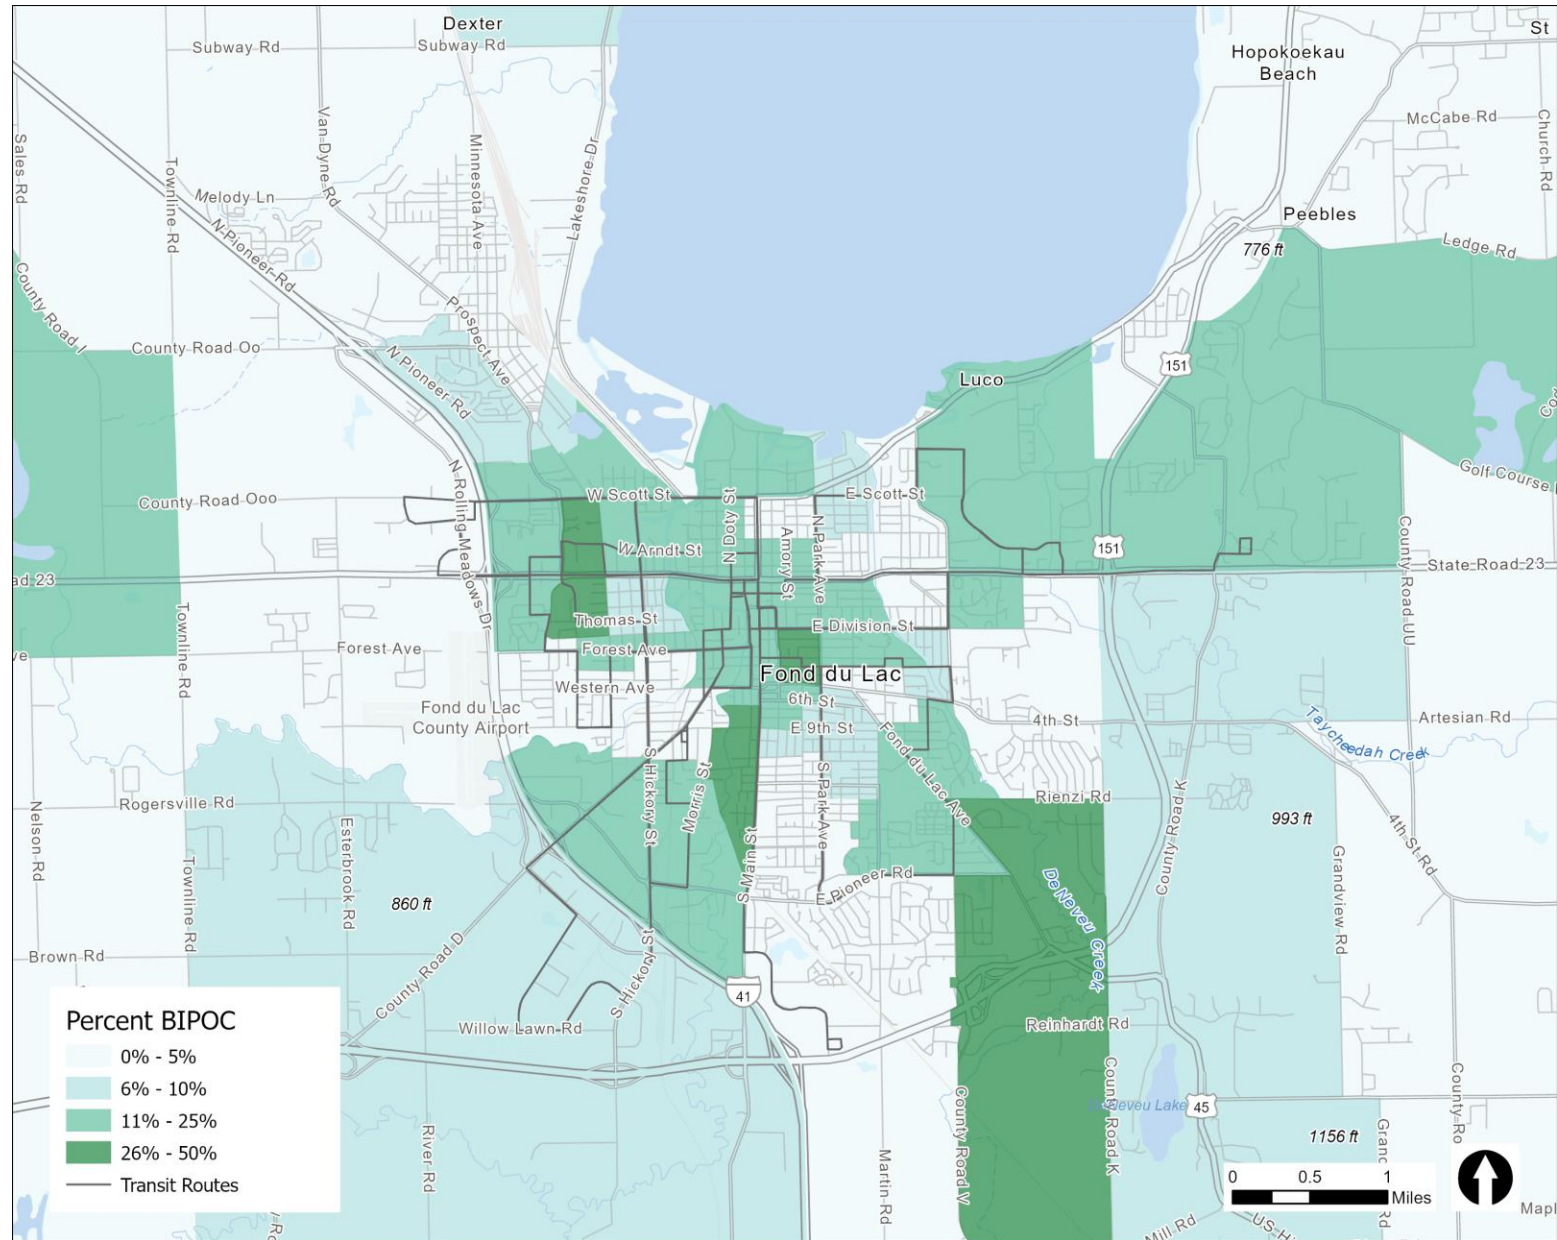 Dexter
Subway Rd
Subway Rd
Hopokoekau
Beach
St
Sales Rd
Townline Rd
Van Dyne Rd
Minnesota Ave
Lakeshore Dr
McCabe Rd
Church Rd
Melody Ln
N Pioneer Rd
Peebles
776 ft
Ledge Rd
County Road I
County Road Oo
Prospect Ave
N Pioneer Rd
151
Luco
Golf Course
County Road Ooo
N Rolling Meadows Dr
W Scott St
E Scott St
N Doty St
Amory St
N Park Ave
W Arndt St
151
County Road UU
State Road 23
ad 23
Townline Rd
Thomas St
E Division St
Forest Ave
Forest Ave
Fond du Lac
Western Ave
6th St
Fond du Lac
County Airport
E 9th St
4th St
Artesian Rd
Taycheedah Creek
Fond du Lac Ave
S Hickory St
Morris St
S Park Ave
Rogersville Rd
Rienzi Rd
993 ft
Nelson Rd
Townline Rd
Esterbrook Rd
S Main St
County Road K
4th St Rd
Grandview Rd
860 ft
E Pioneer Rd
DeNeveu Creek
Brown Rd
County Road D
S Hickory St
41
Willow Lawn Rd
Reinhardt Rd
Percent BIPOC
0% - 5%
6% - 10%
11% - 25%
26% - 50%
Transit Routes
River Rd
Martin Rd
County Road V
County Road K
Neveu Lake
45
1156 ft
County Ro
Grand
Rd
0 0.5 1
Miles
Mill Rd
US Hi
Mapl